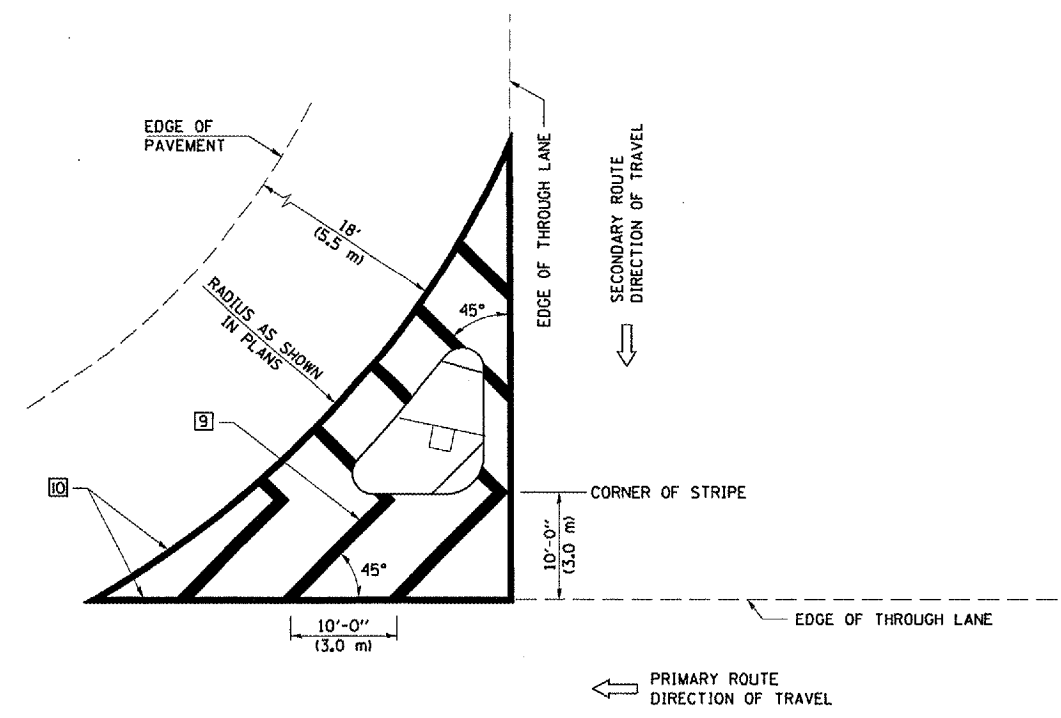 EDGE OF
PAVEMENT
18'
(5.5 m)
RADIUS AS SHOWN
IN PLANS
45°
EDGE OF THROUGH LANE
SECONDARY ROUTE
DIRECTION OF TRAVEL
9
10
45°
CORNER OF STRIPE
10'-0"
(3.0 m)
10'-0"
(3.0 m)
EDGE OF THROUGH LANE
PRIMARY ROUTE
DIRECTION OF TRAVEL